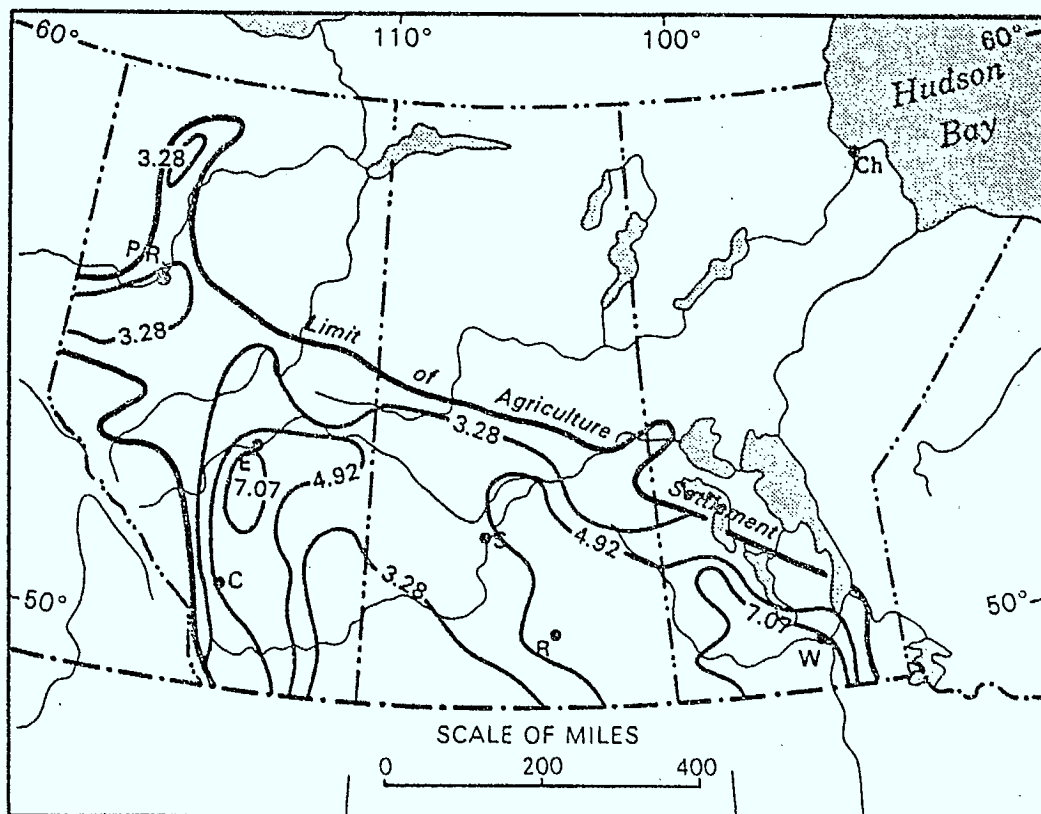 60°
110°
100°
60°
Hudson
Bay
Ch
3.28
P.R
3.28
Limit
of
Agriculture
3.28
E
7.07
4.92
Settlement
S
4.92
C
50°
3.28
50°
7.07
R
W
SCALE OF MILES
0 200 400